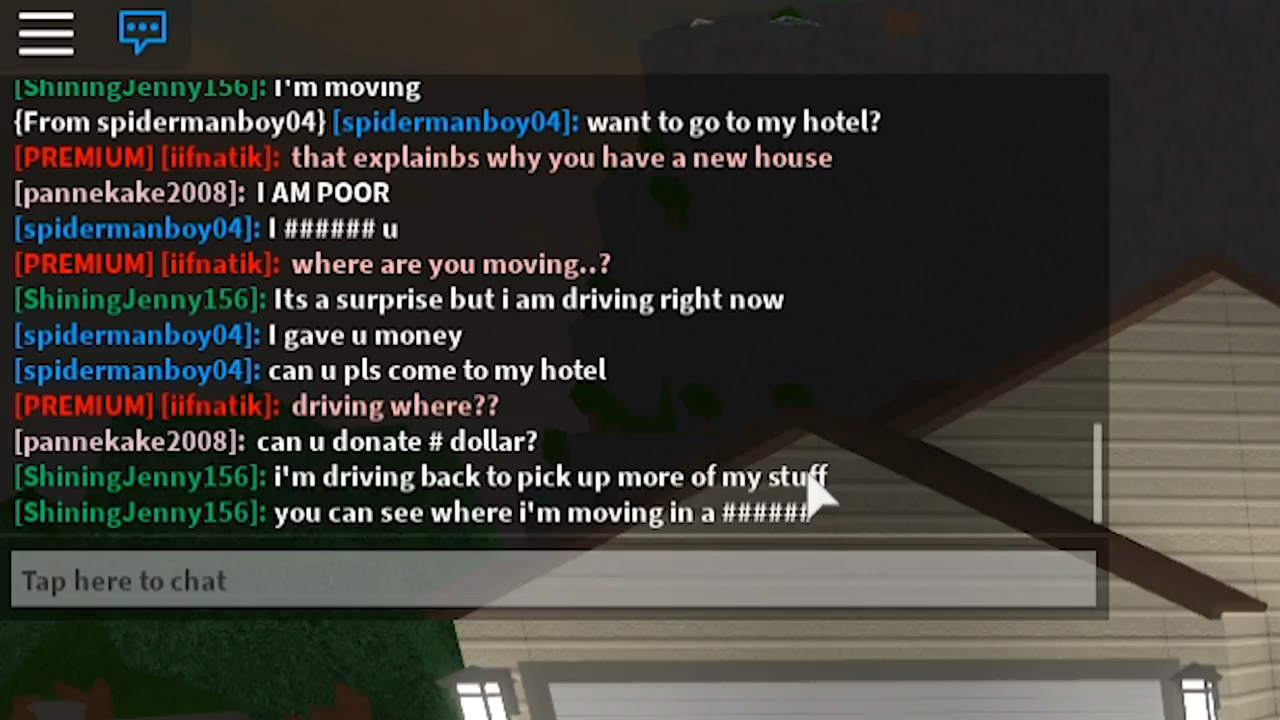 [ShiningJenny156]: I'm moving
{From spidermanboy04} [spidermanboy04]: want to go to my hotel?
[PREMIUM] [iifnatik]: that explainbs why you have a new house
[pannekake2008]: I AM POOR
[spidermanboy04]: I ###### u
[PREMIUM] [iifnatik]: where are you moving..?
[ShiningJenny156]: Its a surprise but i am driving right now
[spidermanboy04]: I gave u money
[spidermanboy04]: can u pls come to my hotel
[PREMIUM] [iifnatik]: driving where??
[pannekake2008]: can u donate # dollar?
[ShiningJenny156]: i'm driving back to pick up more of my stuff
[ShiningJenny156]: you can see where i'm moving in a ######
Tap here to chat